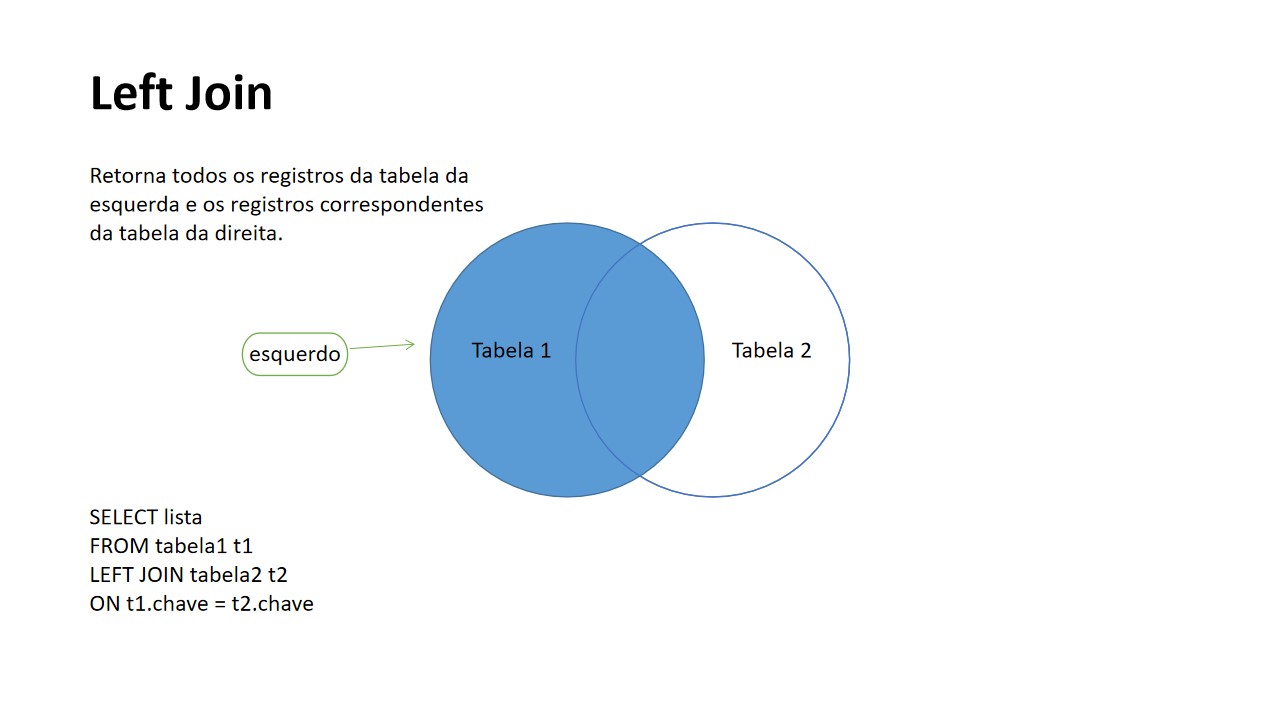 Left Join
Retorna todos os registros da tabela da
esquerda e os registros correspondentes
da tabela da direita.
esquerdo
Tabela 1
Tabela 2
SELECT lista
FROM tabela1 t1
LEFT JOIN tabela2 t2
ON t1.chave = t2.chave